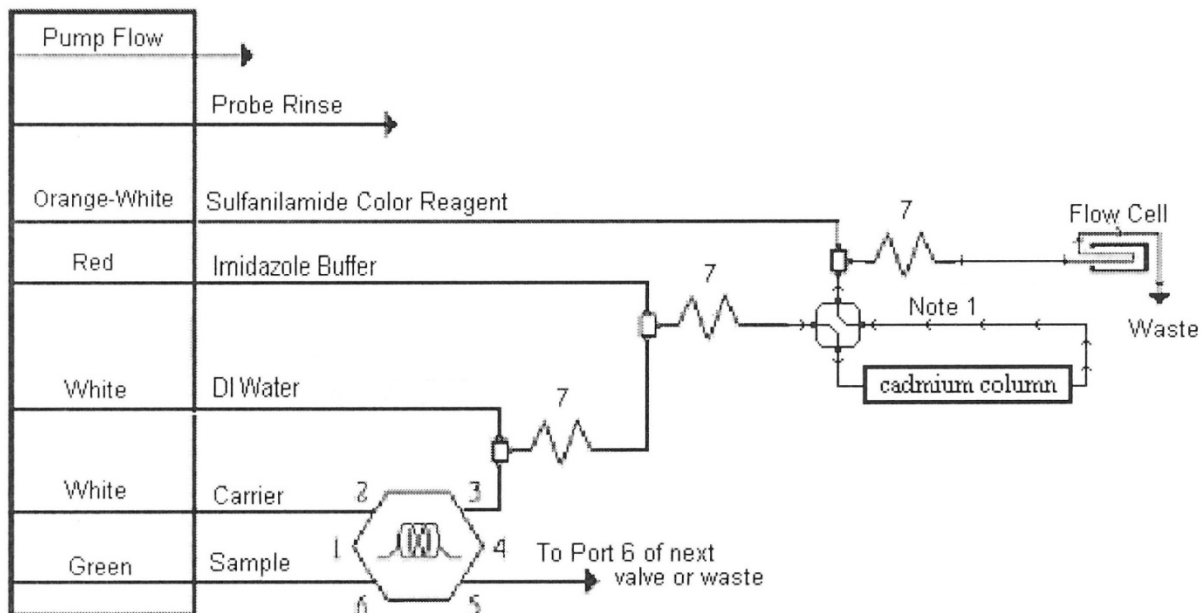 Pump Flow
Probe Rinse
Orange-White Sulfanilamide Color Reagent
7
Flow Cell
Red Imidazole Buffer
7
Note 1
Waste
White DI Water
7
cadmium column
White Carrier
2 3
1 4
Green Sample
To Port 6 of next
valve or waste
6 5